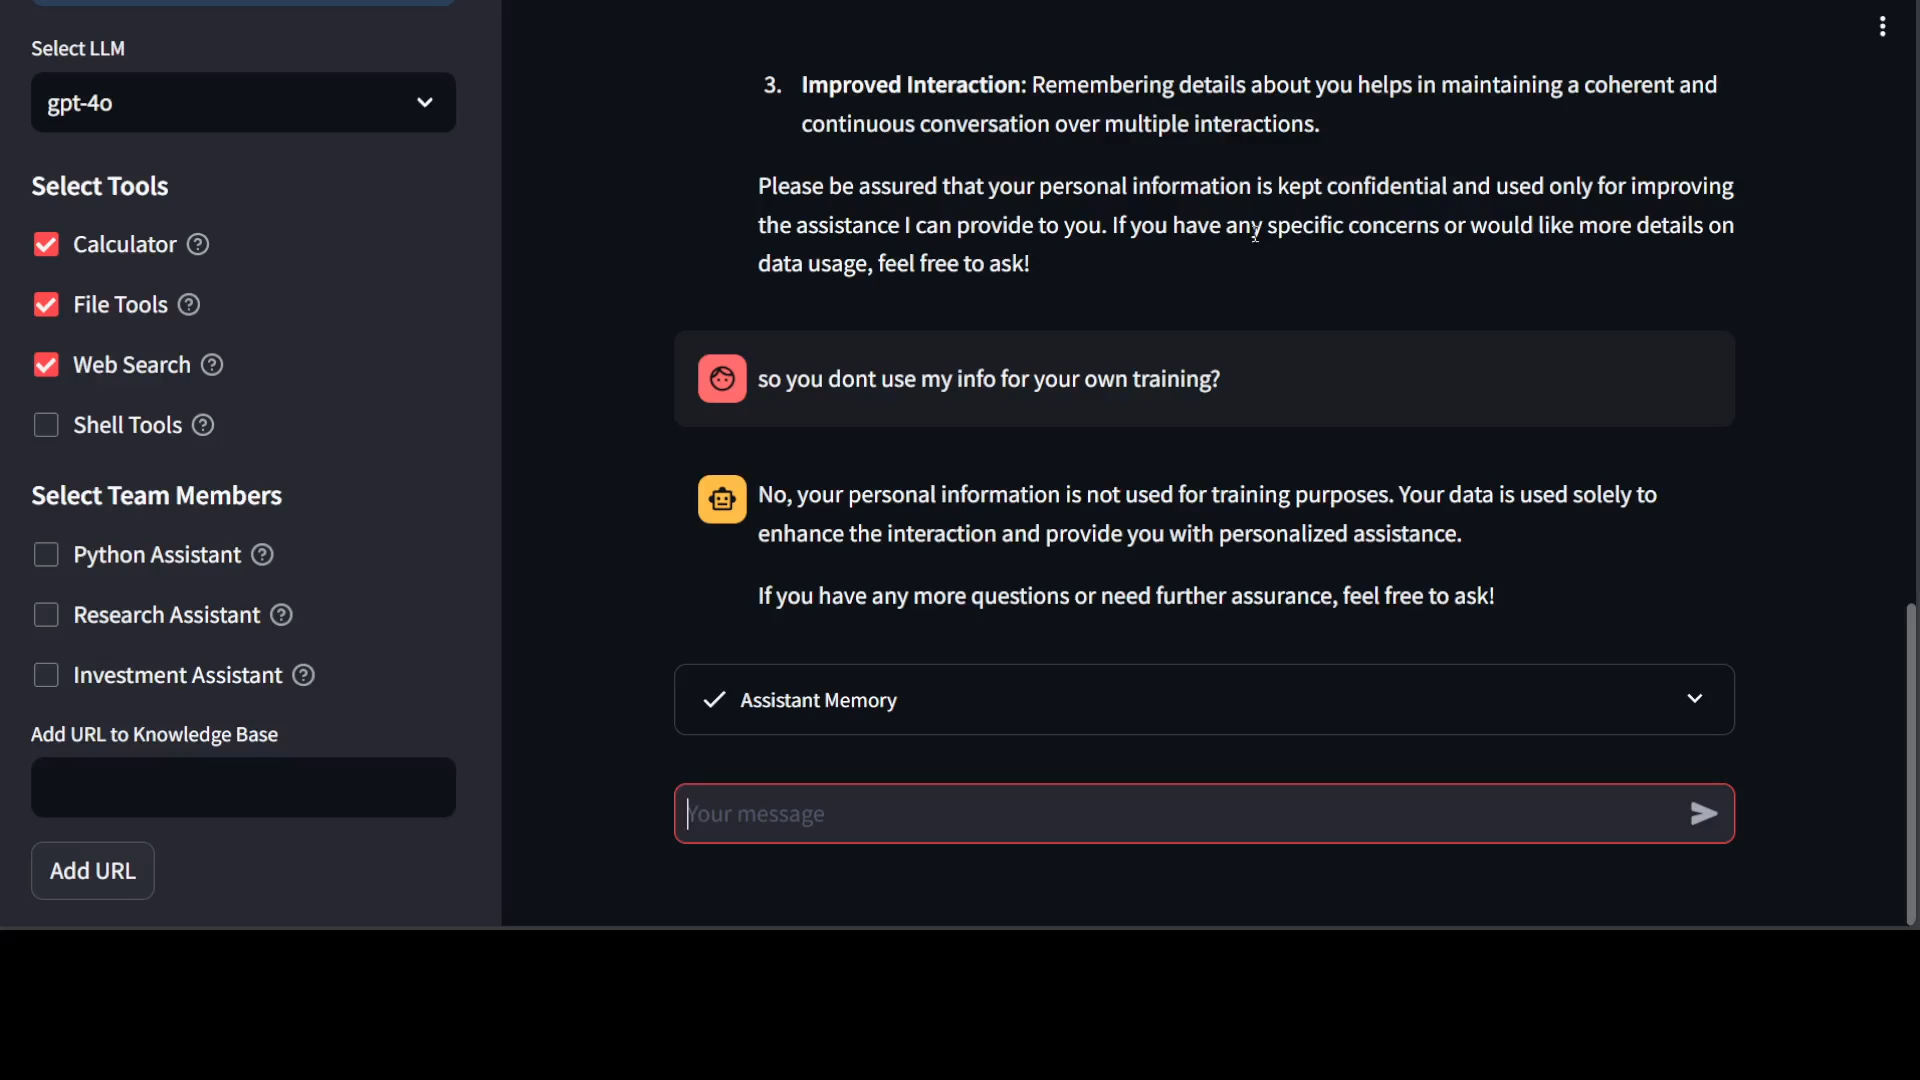 Select LLM
gpt-4o
Select Tools
Calculator
File Tools
Web Search
Shell Tools
Select Team Members
Python Assistant
Research Assistant
Investment Assistant
Add URL to Knowledge Base
Add URL
3. Improved Interaction: Remembering details about you helps in maintaining a coherent and
continuous conversation over multiple interactions.
Please be assured that your personal information is kept confidential and used only for improving
the assistance I can provide to you. If you have any specific concerns or would like more details on
data usage, feel free to ask!
so you dont use my info for your own training?
No, your personal information is not used for training purposes. Your data is used solely to
enhance the interaction and provide you with personalized assistance.
If you have any more questions or need further assurance, feel free to ask!
Assistant Memory
Your message